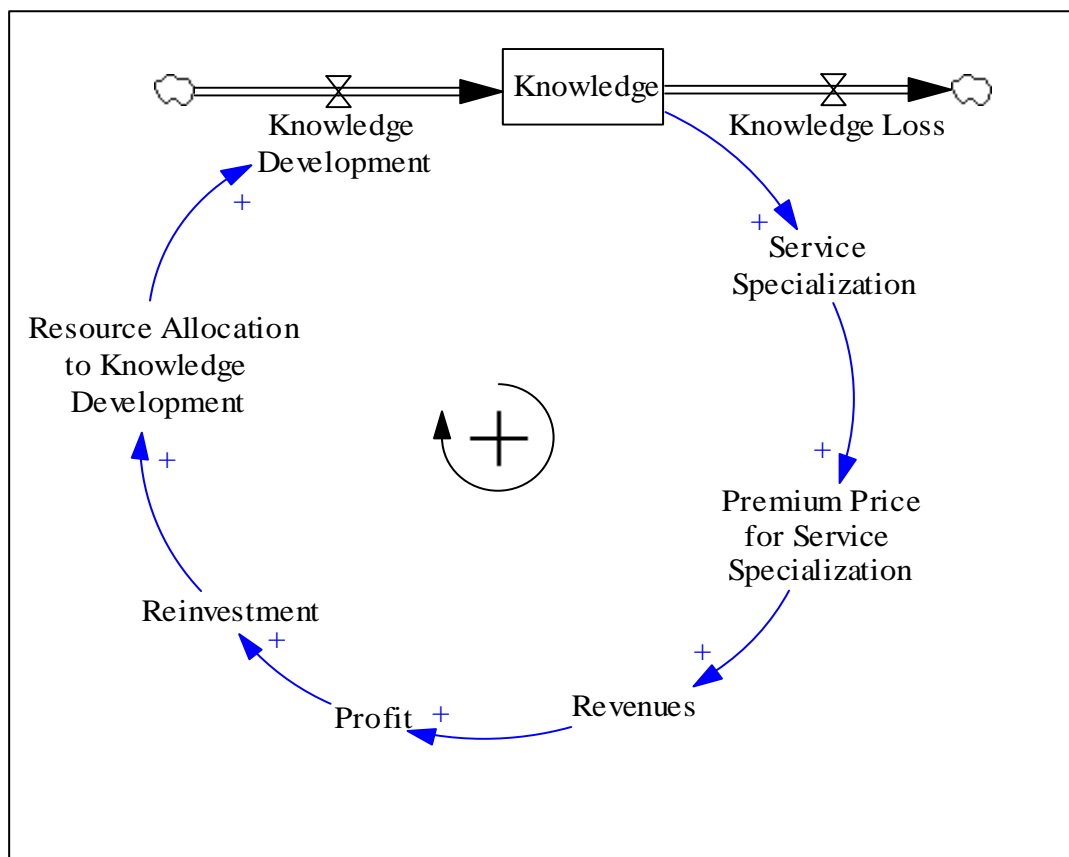 Knowledge
Knowledge
Development
Knowledge Loss
+
+
Service
Specialization
Resource Allocation
to Knowledge
Development
+
+
+
Premium Price
for Service
Specialization
Reinvestment
+
+
Revenues
Profit
+